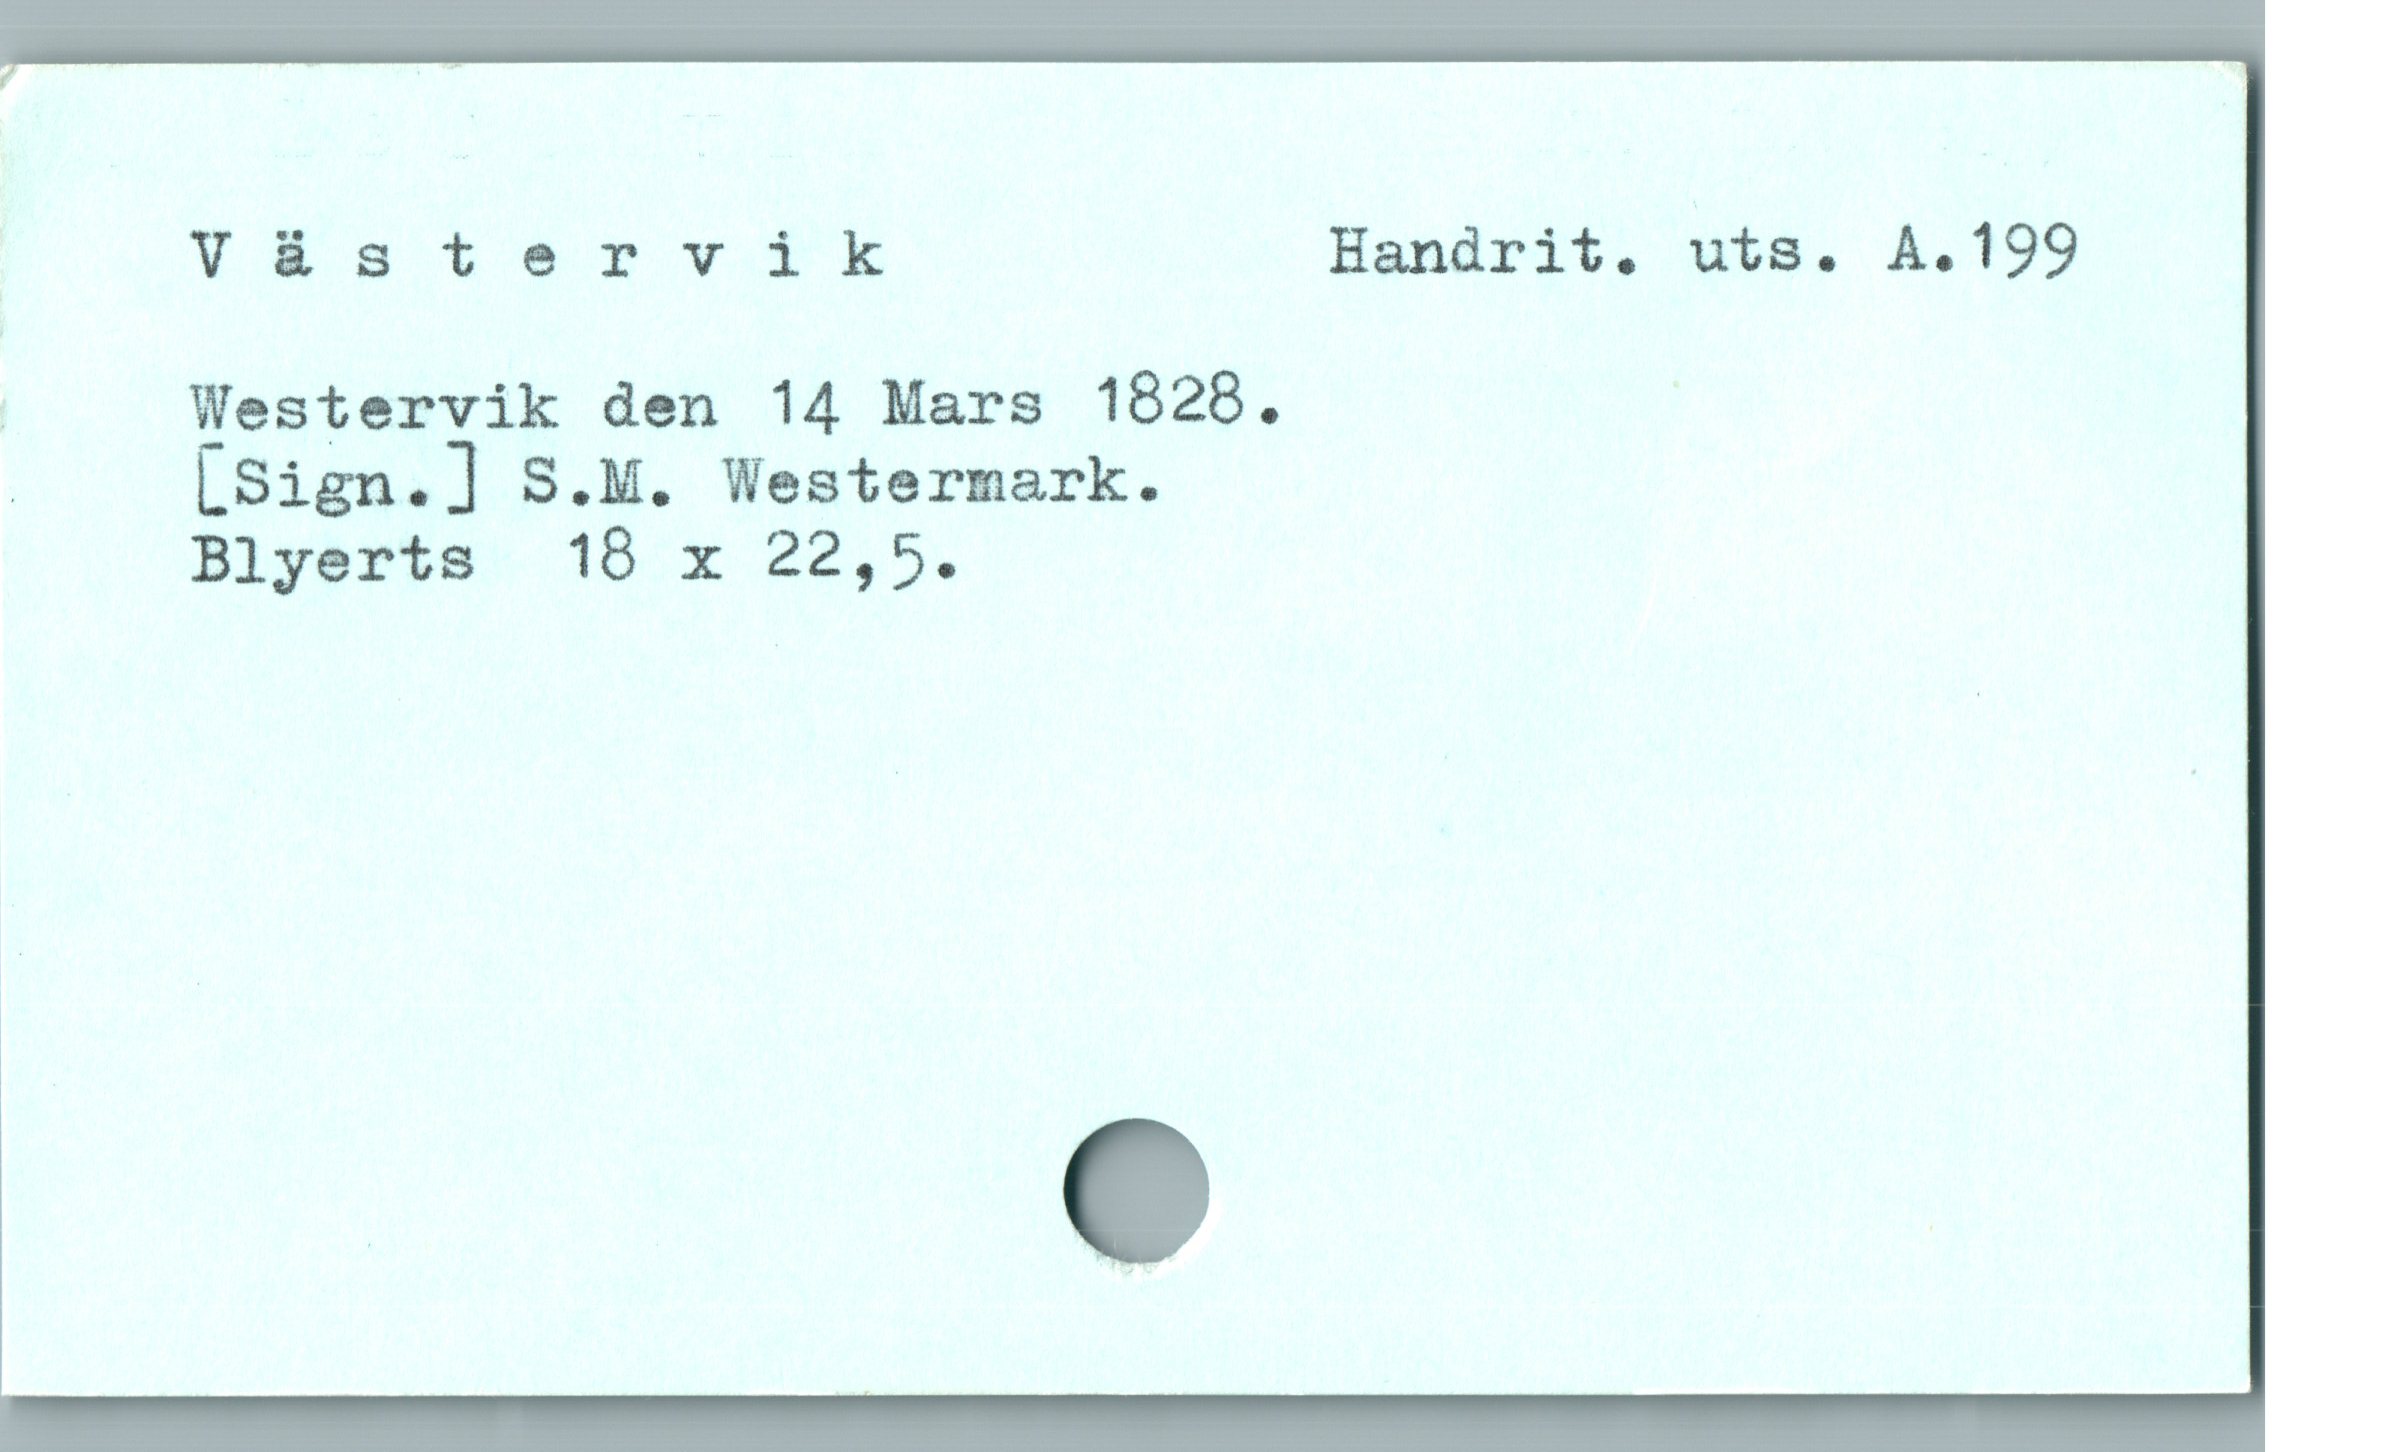 V ä s t e r v i k Handrit. uts. A.199
Westervik den 14 Mars 1828.
[Sign.] S.M. Westermark.
Blyerts 18 x 22,5.